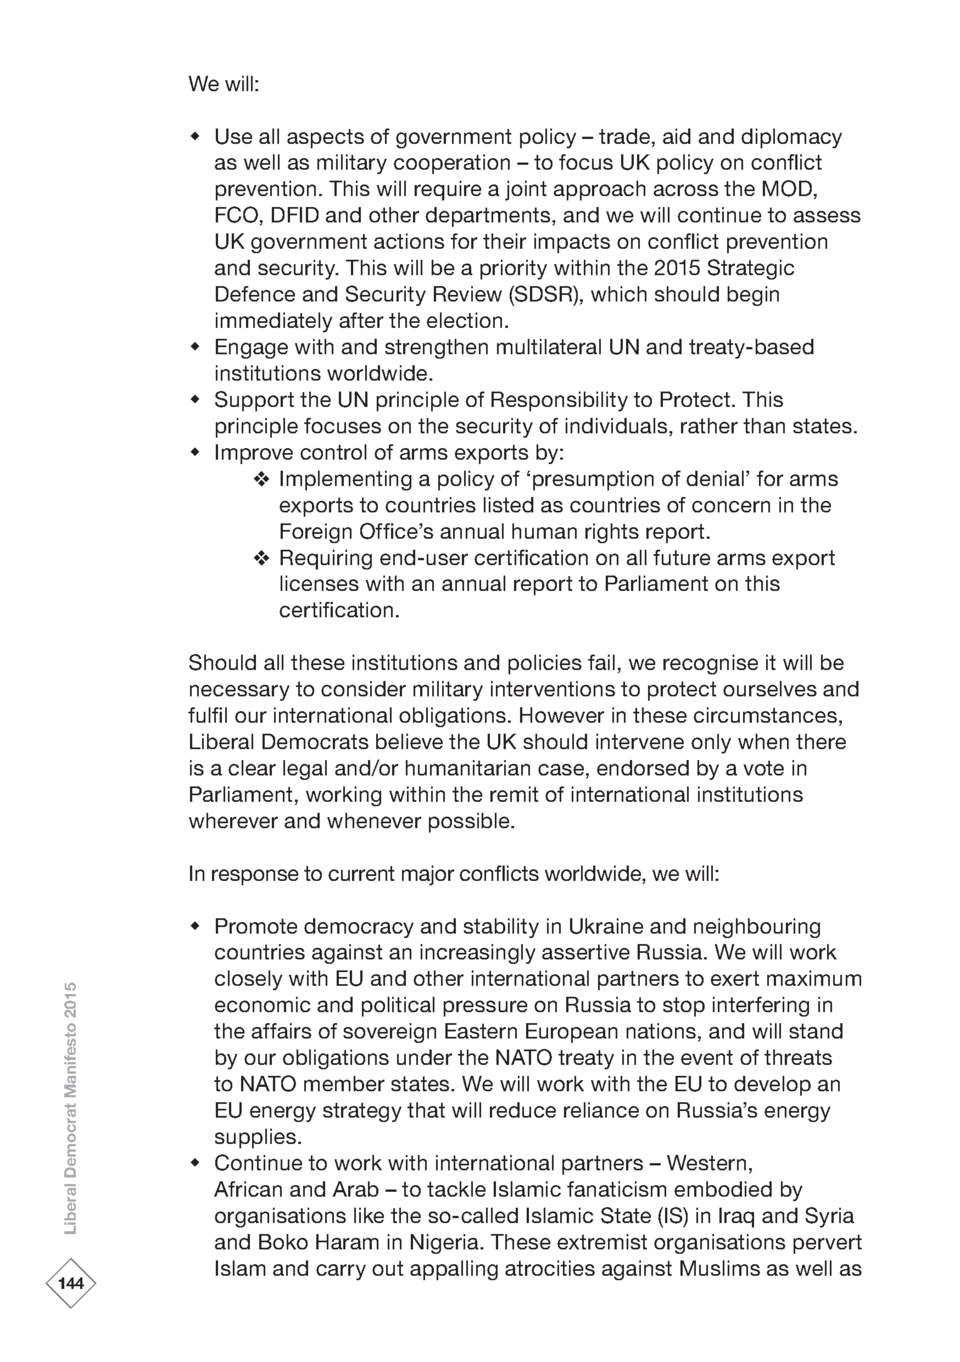 We will:
◆ Use all aspects of government policy – trade, aid and diplomacy
as well as military cooperation – to focus UK policy on conflict
prevention. This will require a joint approach across the MOD,
FCO, DFID and other departments, and we will continue to assess
UK government actions for their impacts on conflict prevention
and security. This will be a priority within the 2015 Strategic
Defence and Security Review (SDSR), which should begin
immediately after the election.
◆ Engage with and strengthen multilateral UN and treaty-based
institutions worldwide.
◆ Support the UN principle of Responsibility to Protect. This
principle focuses on the security of individuals, rather than states.
◆ Improve control of arms exports by:
❖ Implementing a policy of ‘presumption of denial’ for arms
exports to countries listed as countries of concern in the
Foreign Office’s annual human rights report.
❖ Requiring end-user certification on all future arms export
licenses with an annual report to Parliament on this
certification.
Should all these institutions and policies fail, we recognise it will be
necessary to consider military interventions to protect ourselves and
fulfil our international obligations. However in these circumstances,
Liberal Democrats believe the UK should intervene only when there
is a clear legal and/or humanitarian case, endorsed by a vote in
Parliament, working within the remit of international institutions
wherever and whenever possible.
In response to current major conflicts worldwide, we will:
◆ Promote democracy and stability in Ukraine and neighbouring
countries against an increasingly assertive Russia. We will work
closely with EU and other international partners to exert maximum
economic and political pressure on Russia to stop interfering in
the affairs of sovereign Eastern European nations, and will stand
by our obligations under the NATO treaty in the event of threats
to NATO member states. We will work with the EU to develop an
EU energy strategy that will reduce reliance on Russia’s energy
supplies.
◆ Continue to work with international partners – Western,
African and Arab – to tackle Islamic fanaticism embodied by
organisations like the so-called Islamic State (IS) in Iraq and Syria
and Boko Haram in Nigeria. These extremist organisations pervert
Islam and carry out appalling atrocities against Muslims as well as
Liberal Democrat Manifesto 2015
144